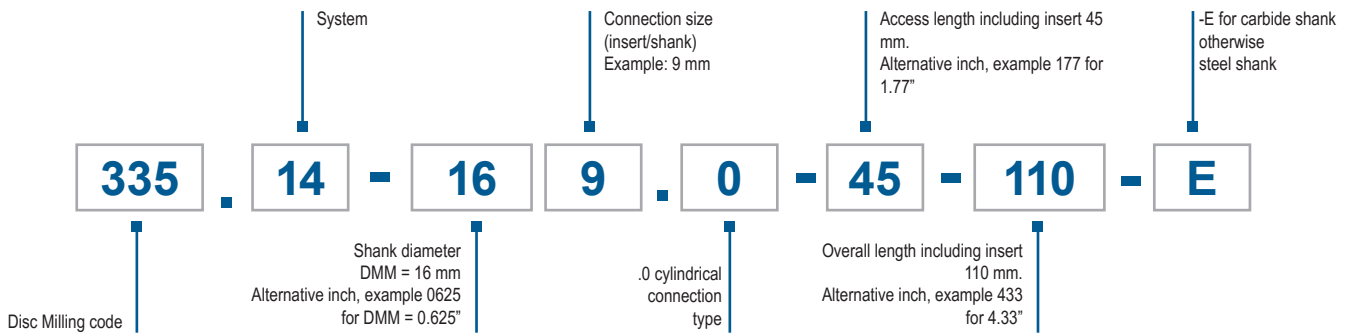 System
Connection size
(insert/shank)
Example: 9 mm
Access length including insert 45
mm.
Alternative inch, example 177 for
1.77”
-E for carbide shank
otherwise
steel shank
335 . 14 - 16 9 . 0 - 45 - 110 - E
Disc Milling code
Shank diameter
DMM = 16 mm
Alternative inch, example 0625
for DMM = 0.625”
.0 cylindrical
connection
type
Overall length including insert
110 mm.
Alternative inch, example 433
for 4.33”